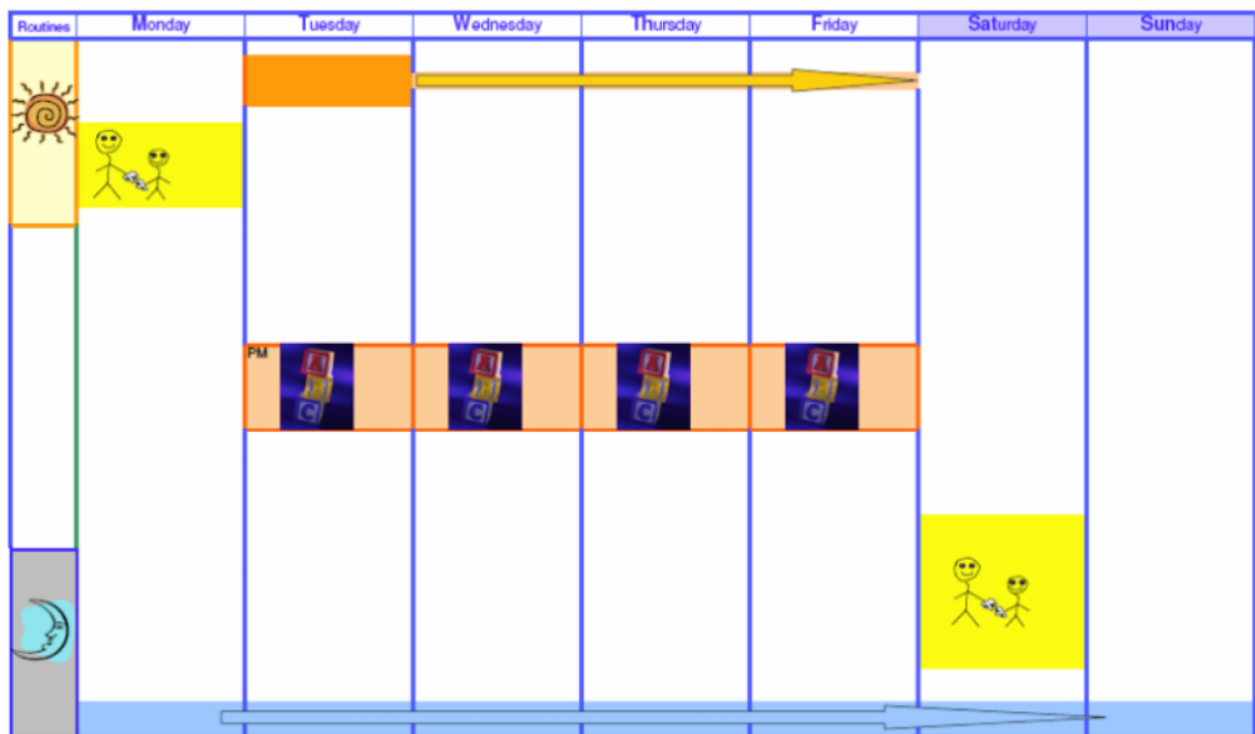 Routines Monday Tuesday Wednesday Thursday Friday Saturday Sunday
PM
A A A A
B B B B
C C C C